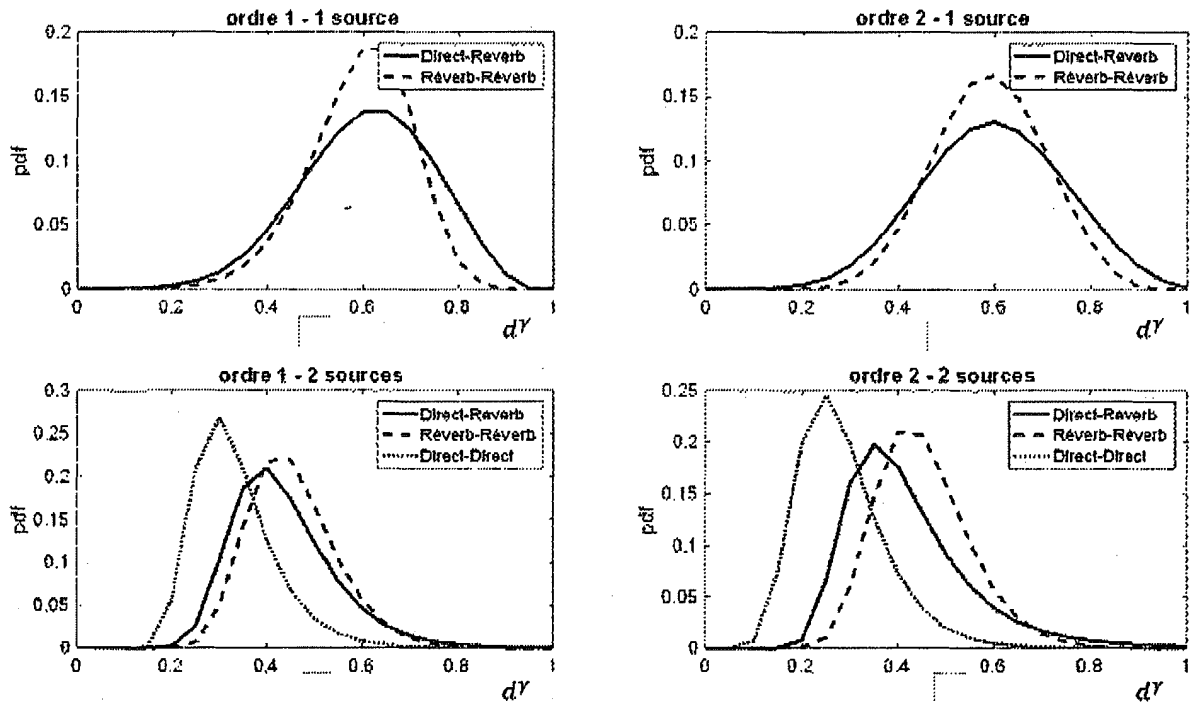 ordre 1 - 1 source
0.2
0.15
0.1
0.05
0
pdf
Direct-Reverb
Réverb-Réverb
0 0.2 0.4 0.6 0.8 1
dγ
ordre 2 - 1 source
0.2
0.15
0.1
0.05
0
pdf
Direct-Reverb
Réverb-Réverb
0 0.2 0.4 0.6 0.8 1
dγ
ordre 1 - 2 sources
0.3
0.25
0.2
0.15
0.1
0.05
0
pdf
Direct-Reverb
Réverb-Réverb
Direct-Direct
0 0.2 0.4 0.6 0.8 1
dγ
ordre 2 - 2 sources
0.25
0.2
0.15
0.1
0.05
0
pdf
Direct-Reverb
Réverb-Réverb
Direct-Direct
0 0.2 0.4 0.6 0.8 1
dγ